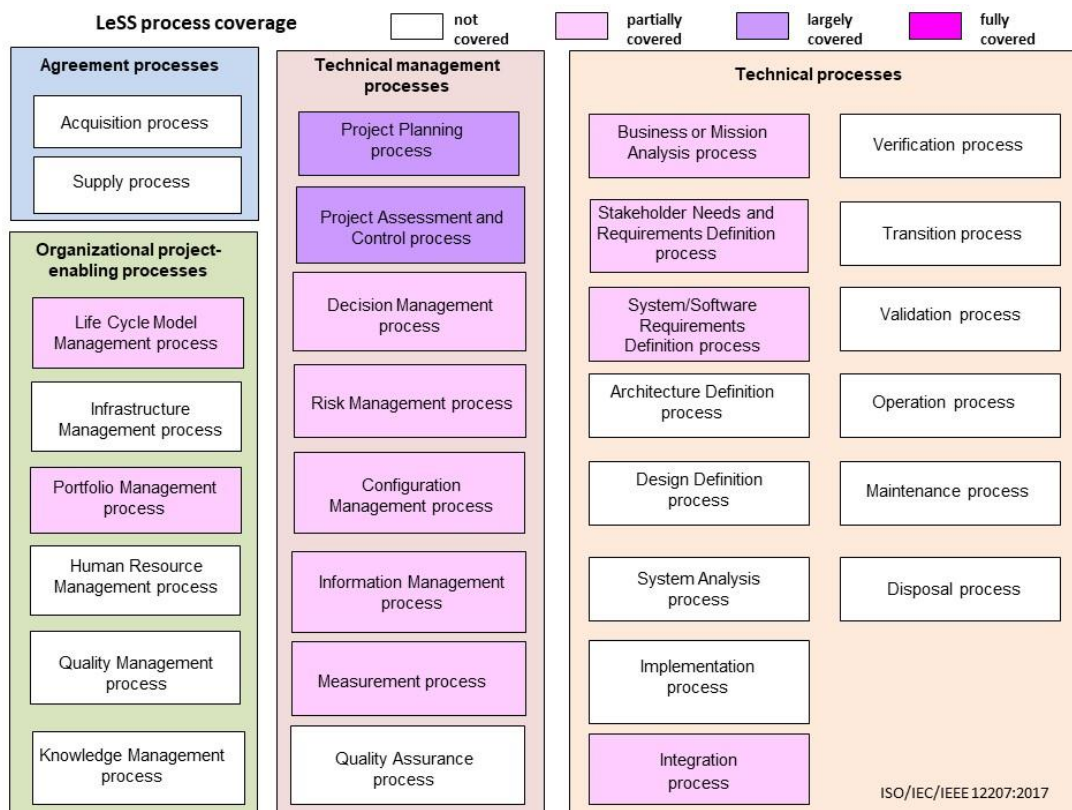 LeSS process coverage
not
covered
partially
covered
largely
covered
fully
covered
Agreement processes
Acquisition process
Supply process
Organizational project-
enabling processes
Life Cycle Model
Management process
Infrastructure
Management process
Portfolio Management
process
Human Resource
Management process
Quality Management
process
Knowledge Management
process
Technical management
processes
Project Planning
process
Project Assessment and
Control process
Decision Management
process
Risk Management process
Configuration
Management process
Information Management
process
Measurement process
Quality Assurance
process
Technical processes
Business or Mission
Analysis process
Stakeholder Needs and
Requirements Definition
process
System/Software
Requirements
Definition process
Architecture Definition
process
Design Definition
process
System Analysis
process
Implementation
process
Integration
process
Verification process
Transition process
Validation process
Operation process
Maintenance process
Disposal process
ISO/IEC/IEEE 12207:2017